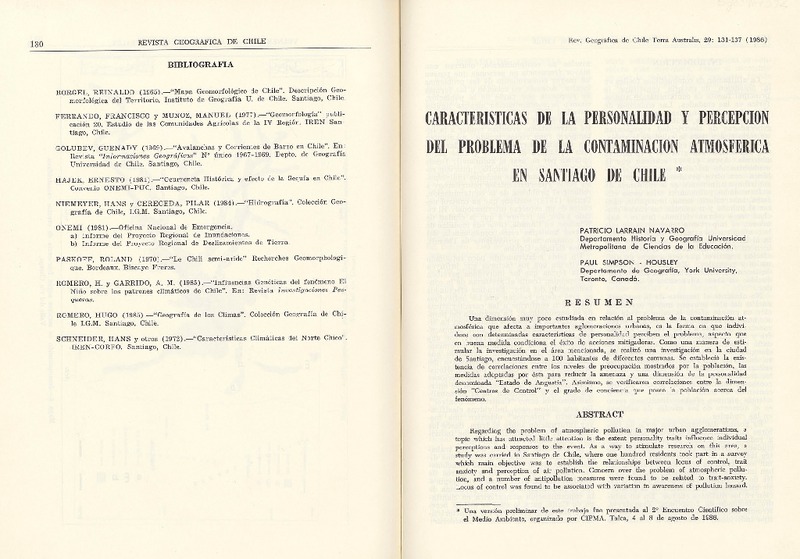 130
REVISTA GEOGRAFICA DE CHILE
BIBLIOGRAFIA
BORGEL, REINALDO (1965).—"Mapa Geomorfológico de Chile". Descripción Geo-
morfológica del Territorio, Instituto de Geografía U. de Chile. Santiago, Chile.
FERRANDO, FRANCISCO y MUÑOZ, MANUEL (1977).—"Geomorfología" publi-
cación 20. Estudio de las Comunidades Agrícolas de la IV Región. IREN San-
tiago, Chile.
GOLUBEV, GUENADY (1969).—"Avalanchas y Corrientes de Barro en Chile". En:
Revista "Informaciones Geográficas" Nº único 1967-1969. Depto. de Geografía
Universidad de Chile. Santiago, Chile.
HAJEK, ERNESTO (1981).—"Ocurrencia Histórica y efecto de la Sequía en Chile".
Convenio ONEMI-PUC. Santiago, Chile.
NIEMEYER, HANS y CERECEDA, PILAR (1984).—"Hidrografía". Colección Geo-
grafía de Chile, I.G.M. Santiago, Chile.
ONEMI (1981).—Oficina Nacional de Emergencia.
a) Informe del Proyecto Regional de Inundaciones.
b) Informe del Proyecto Regional de Deslizamientos de Tierra.
PASKOFF, ROLAND (1970).—"Le Chili semi-aride" Recherches Geomorphologi-
que. Bordeaux, Biscaye Freres.
ROMERO, H. y GARRIDO, A. M. (1985).—"Influencias Genéticas del fenómeno El
Niño sobre los patrones climáticos de Chile". En: Revista Investigaciones Pes-
queras.
ROMERO, HUGO (1985) —"Geografía de los Climas". Colección Geografía de Chi-
le I.G.M. Santiago, Chile.
SCHNEIDER, HANS y otros (1972).—"Características Climáticas del Norte Chico".
IREN-CORFO. Santiago, Chile.
Rev. Geográfica de Chile Terra Australis, 29: 131-137 (1986)
CARACTERISTICAS DE LA PERSONALIDAD Y PERCEPCION
DEL PROBLEMA DE LA CONTAMINACION ATMOSFERICA
EN SANTIAGO DE CHILE *
PATRICIO LARRAIN NAVARRO
Departamento Historia y Geografía Universidad
Metropolitana de Ciencias de la Educación.
PAUL SIMPSON - HOUSLEY
Departamento de Geografía, York University,
Toronto, Canadá.
RESUMEN
Una dimensión muy poco estudiada en relación al problema de la contaminación at-
mosférica que afecta a importantes aglomeraciones urbanas, es la forma en que indivi-
duos con determinadas características de personalidad perciben el problema, aspecto que
en buena medida condiciona el éxito de acciones mitigadoras. Como una manera de esti-
mular la investigación en el área mencionada, se realizó una investigación en la ciudad
de Santiago, encuestándose a 100 habitantes de diferentes comunas. Se estableció la exis-
tencia de correlaciones entre los niveles de preocupación mostrados por la población, las
medidas adoptadas por ésta para reducir la amenaza y una dimensión de la personalidad
denominada "Estado de Angustia". Asimismo, se verificaron correlaciones entre la dimen-
sión "Centros de Control" y el grado de conciencia que posee la población acerca del
fenómeno.
ABSTRACT
Regarding the problem of atmospheric pollution in major urban agglomerations, a
topic which has attracted little attention is the extent personality traits influence individual
perceptions and responses to the event. As a way to stimulate research on this area, a
study was carried in Santiago de Chile, where one hundred residents took part in a survey
which main objective was to establish the relationships between locus of control, trait
anxiety and perception of air pollution. Concern over the problem of atmospheric pollu-
tion, and a number of antipollution measures were found to be related to trait-anxiety.
Locus of control was found to be associated with variation in awareness of pollution hazard.
* Una versión preliminar de este trabajo fue presentada al 2º Encuentro Científico sobre
el Medio Ambiente, organizado por CIPMA. Talca, 4 al 8 de agosto de 1986.